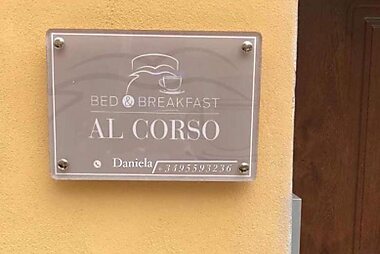 BED & BREAKFAST
AL CORSO
Daniela +3495593236